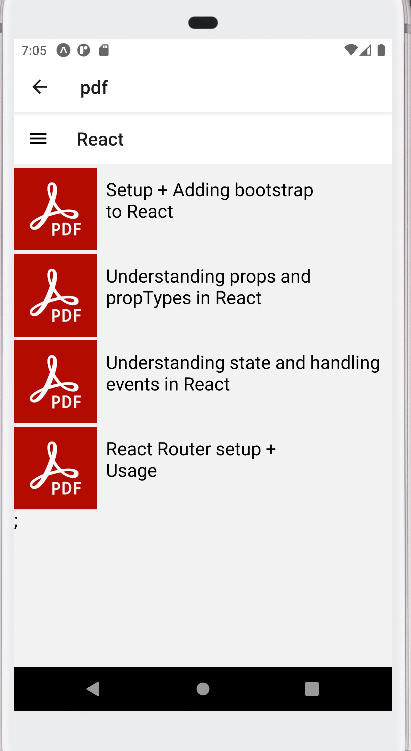 7:05
pdf
React
PDF
Setup + Adding bootstrap
to React
PDF
Understanding props and
propTypes in React
PDF
Understanding state and handling
events in React
PDF
React Router setup +
Usage
;